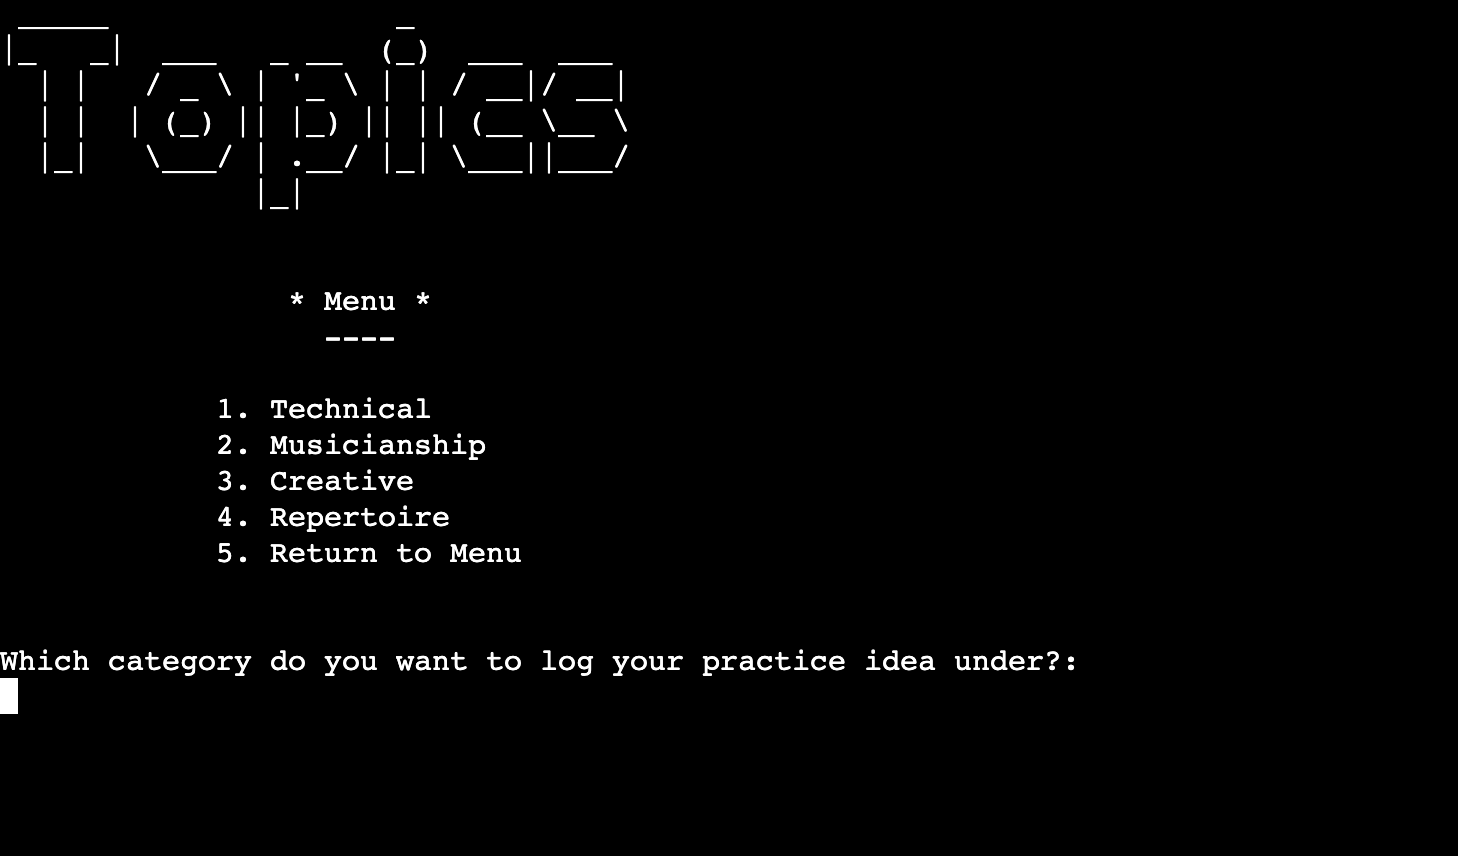 Topics
* Menu *
----
1. Technical
2. Musicianship
3. Creative
4. Repertoire
5. Return to Menu
Which category do you want to log your practice idea under?: